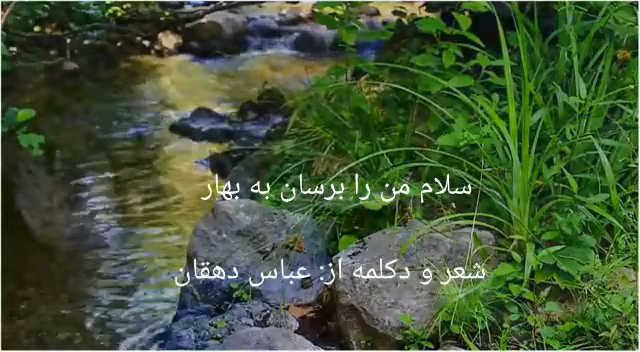 سلام من را برسان به بهار
شعر و دکلمه از: عباس دهقان